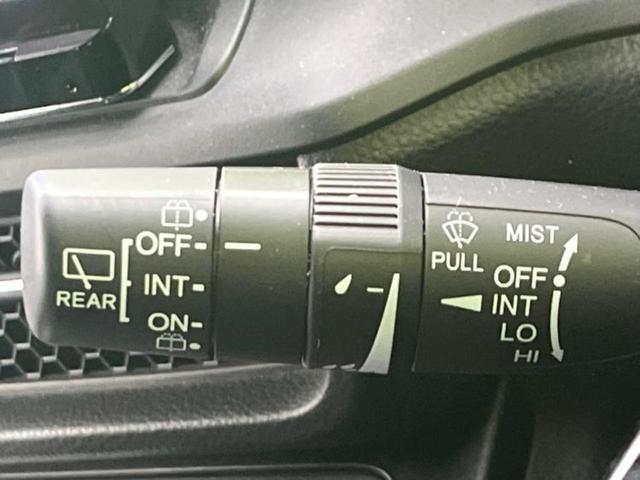 OFF
INT
ON
REAR
PULL
MIST
OFF
INT
LO
HI